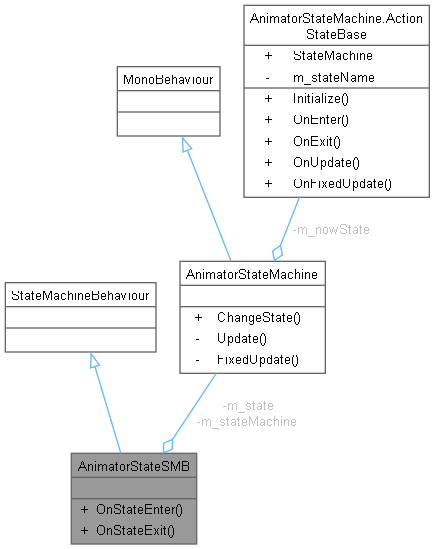 AnimatorStateMachine.Action
StateBase
+ StateMachine
- m_stateName
+ Initialize()
+ OnEnter()
+ OnExit()
+ OnUpdate()
+ OnFixedUpdate()
MonoBehaviour
-m_nowState
AnimatorStateMachine
+ ChangeState()
- Update()
- FixedUpdate()
StateMachineBehaviour
-m_state
-m_stateMachine
AnimatorStateSMB
+ OnStateEnter()
+ OnStateExit()